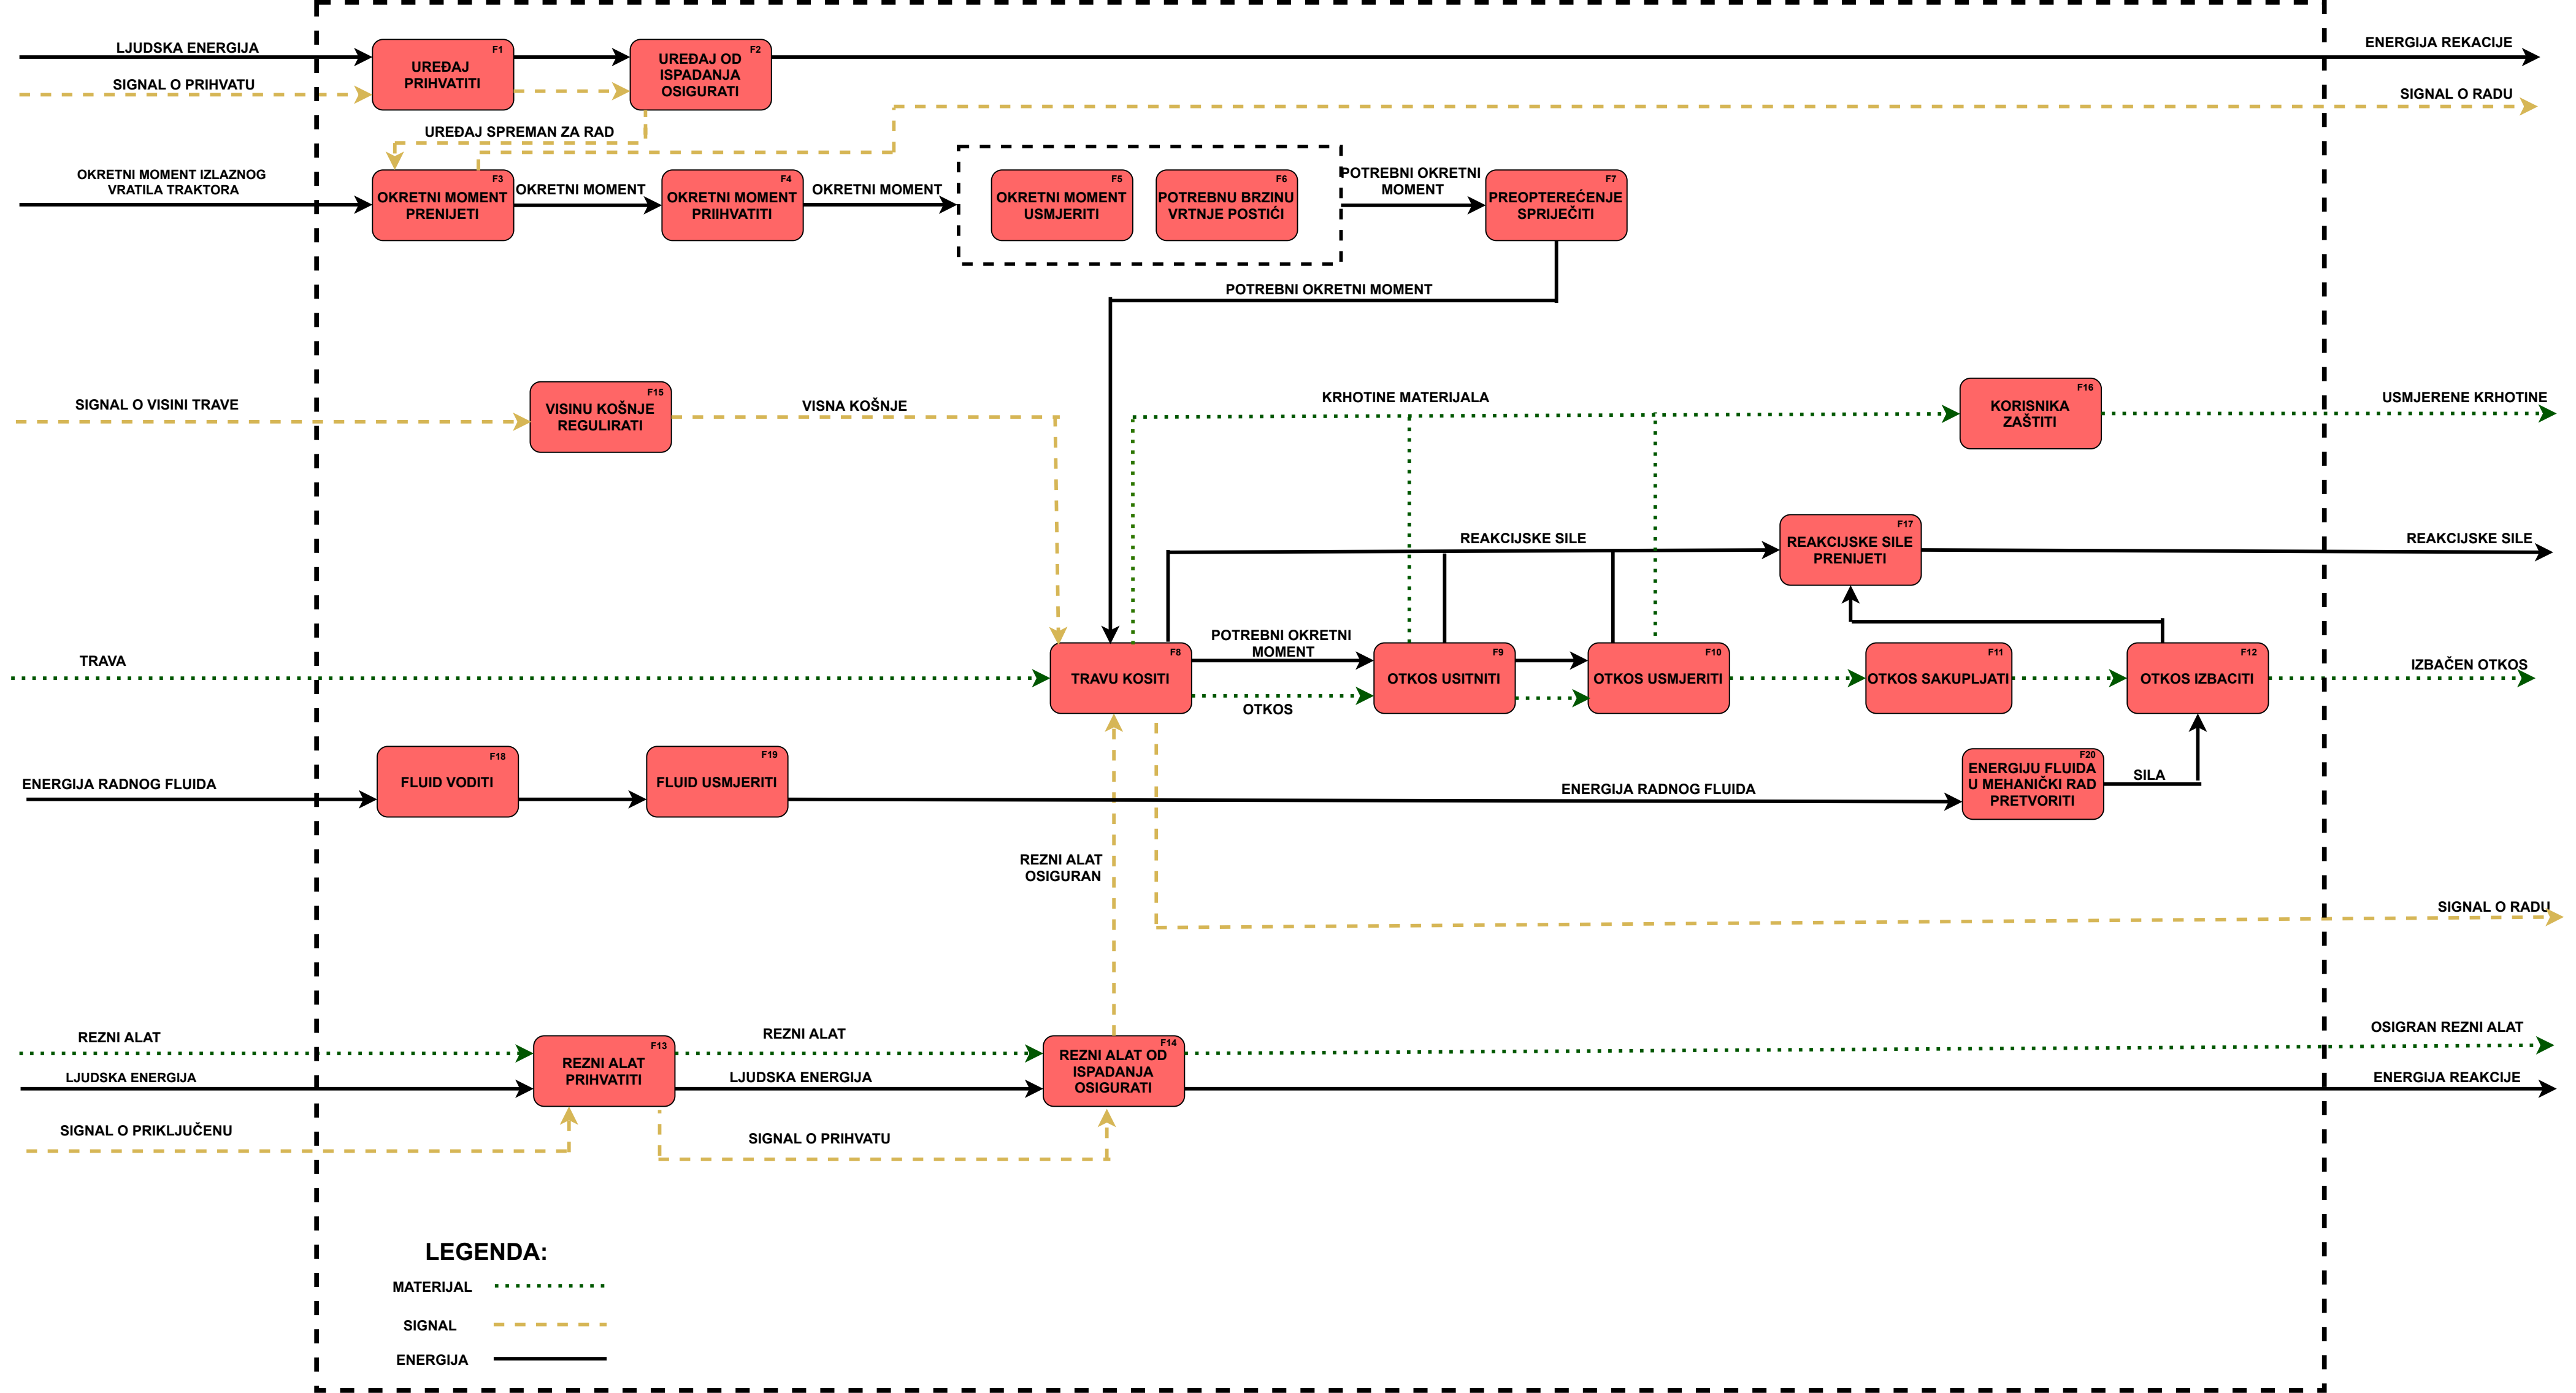 LJUDSKA ENERGIJA
SIGNAL O PRIHVATU
F1
UREĐAJ
PRIHVATITI
F2
UREĐAJ OD
ISPADANJA
OSIGURATI
ENERGIJA REKACIJE
SIGNAL O RADU
UREĐAJ SPREMAN ZA RAD
OKRETNI MOMENT IZLAZNOG
VRATILA TRAKTORA
F3
OKRETNI MOMENT
PRENIJETI
OKRETNI MOMENT
F4
OKRETNI MOMENT
PRIIHVATITI
OKRETNI MOMENT
F5
OKRETNI MOMENT
USMJERITI
F6
POTREBNU BRZINU
VRTNJE POSTIĆI
POTREBNI OKRETNI
MOMENT
F7
PREOPTEREĆENJE
SPRIJEČITI
POTREBNI OKRETNI MOMENT
SIGNAL O VISINI TRAVE
F15
VISINU KOŠNJE
REGULIRATI
VISNA KOŠNJE
KRHOTINE MATERIJALA
F16
KORISNIKA
ZAŠTITI
USMJERENE KRHOTINE
REAKCIJSKE SILE
F17
REAKCIJSKE SILE
PRENIJETI
REAKCIJSKE SILE
TRAVA
F8
TRAVU KOSITI
POTREBNI OKRETNI
MOMENT
OTKOS
F9
OTKOS USITNITI
F10
OTKOS USMJERITI
F11
OTKOS SAKUPLJATI
F12
OTKOS IZBACITI
IZBAČEN OTKOS
ENERGIJA RADNOG FLUIDA
F18
FLUID VODITI
F19
FLUID USMJERITI
ENERGIJA RADNOG FLUIDA
F20
ENERGIJU FLUIDA
U MEHANIČKI RAD
PRETVORITI
SILA
REZNI ALAT
OSIGURAN
SIGNAL O RADU
REZNI ALAT
LJUDSKA ENERGIJA
SIGNAL O PRIKLJUČENU
F13
REZNI ALAT
PRIHVATITI
REZNI ALAT
LJUDSKA ENERGIJA
SIGNAL O PRIHVATU
F14
REZNI ALAT OD
ISPADANJA
OSIGURATI
OSIGRAN REZNI ALAT
ENERGIJA REAKCIJE
LEGENDA:
MATERIJAL
SIGNAL
ENERGIJA